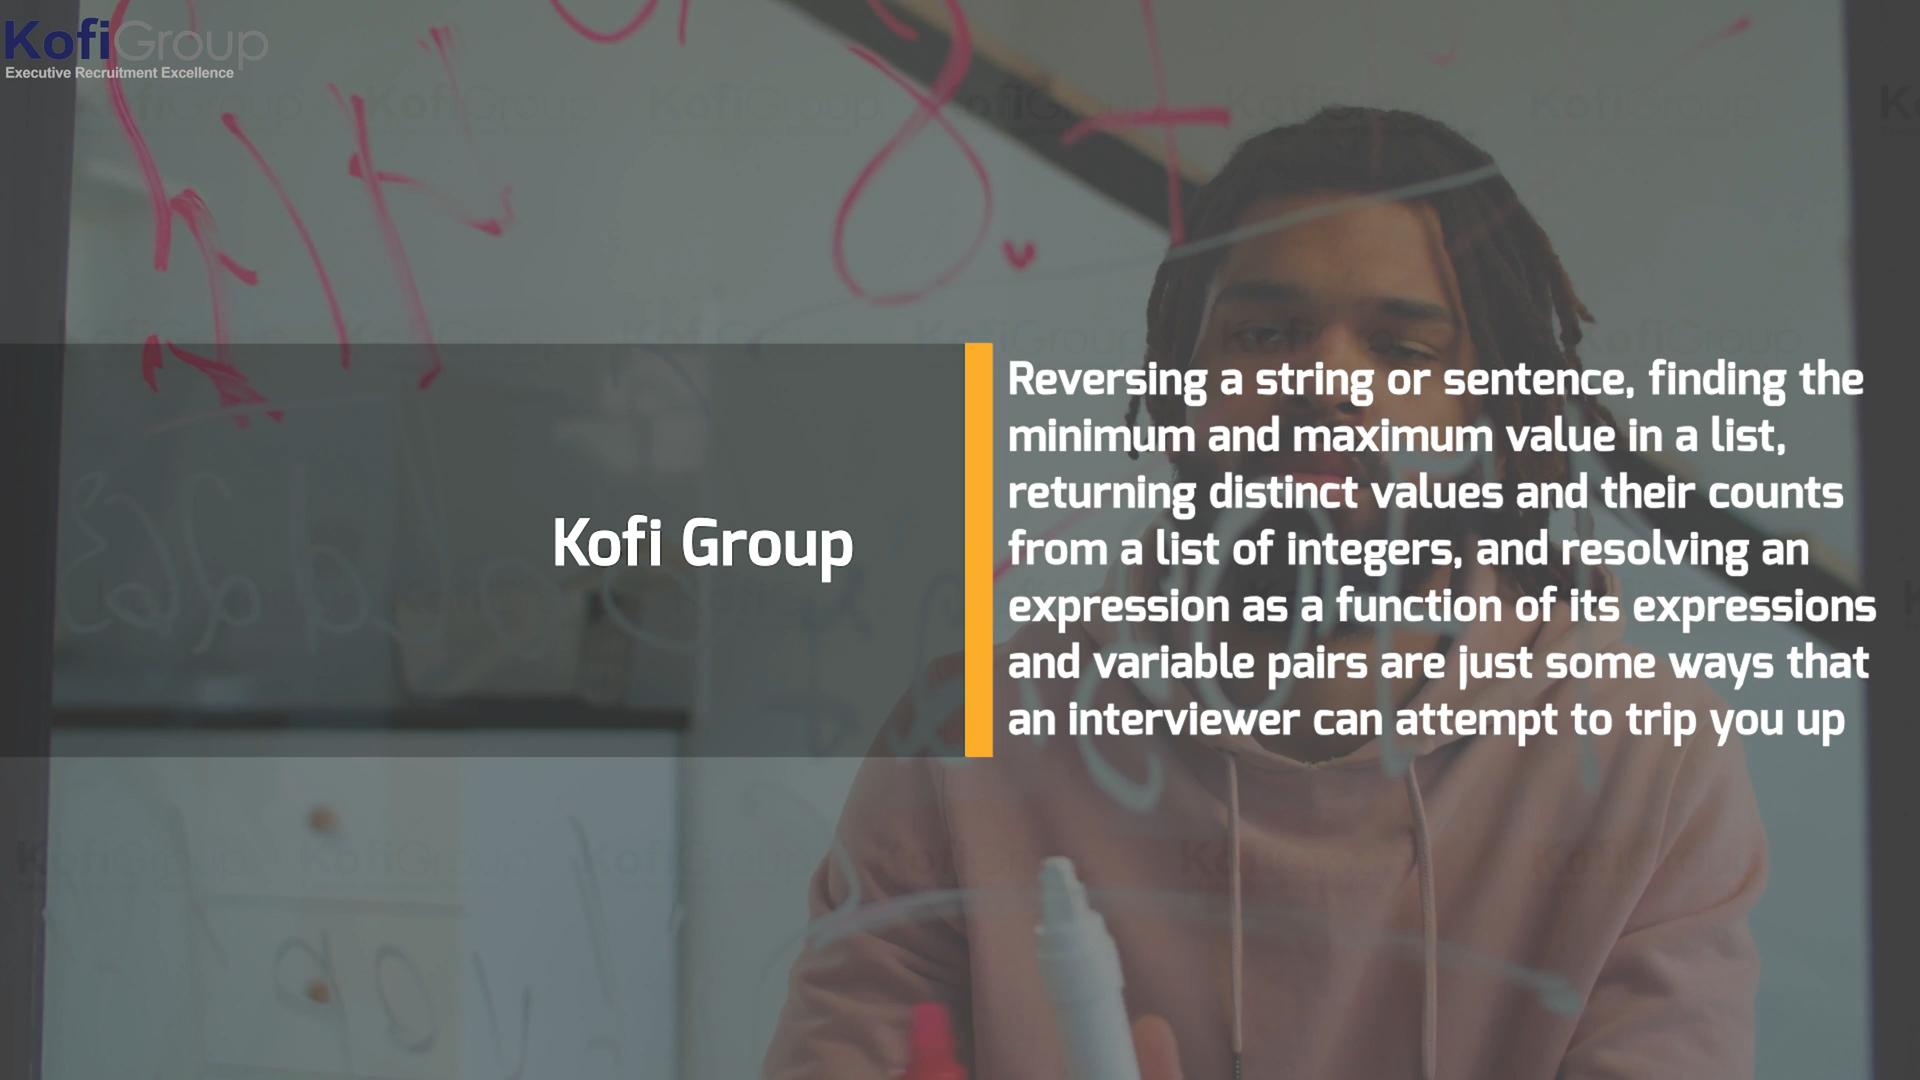 KofiGroup
Executive Recruitment Excellence
Kofi Group
Reversing a string or sentence, finding the
minimum and maximum value in a list,
returning distinct values and their counts
from a list of integers, and resolving an
expression as a function of its expressions
and variable pairs are just some ways that
an interviewer can attempt to trip you up